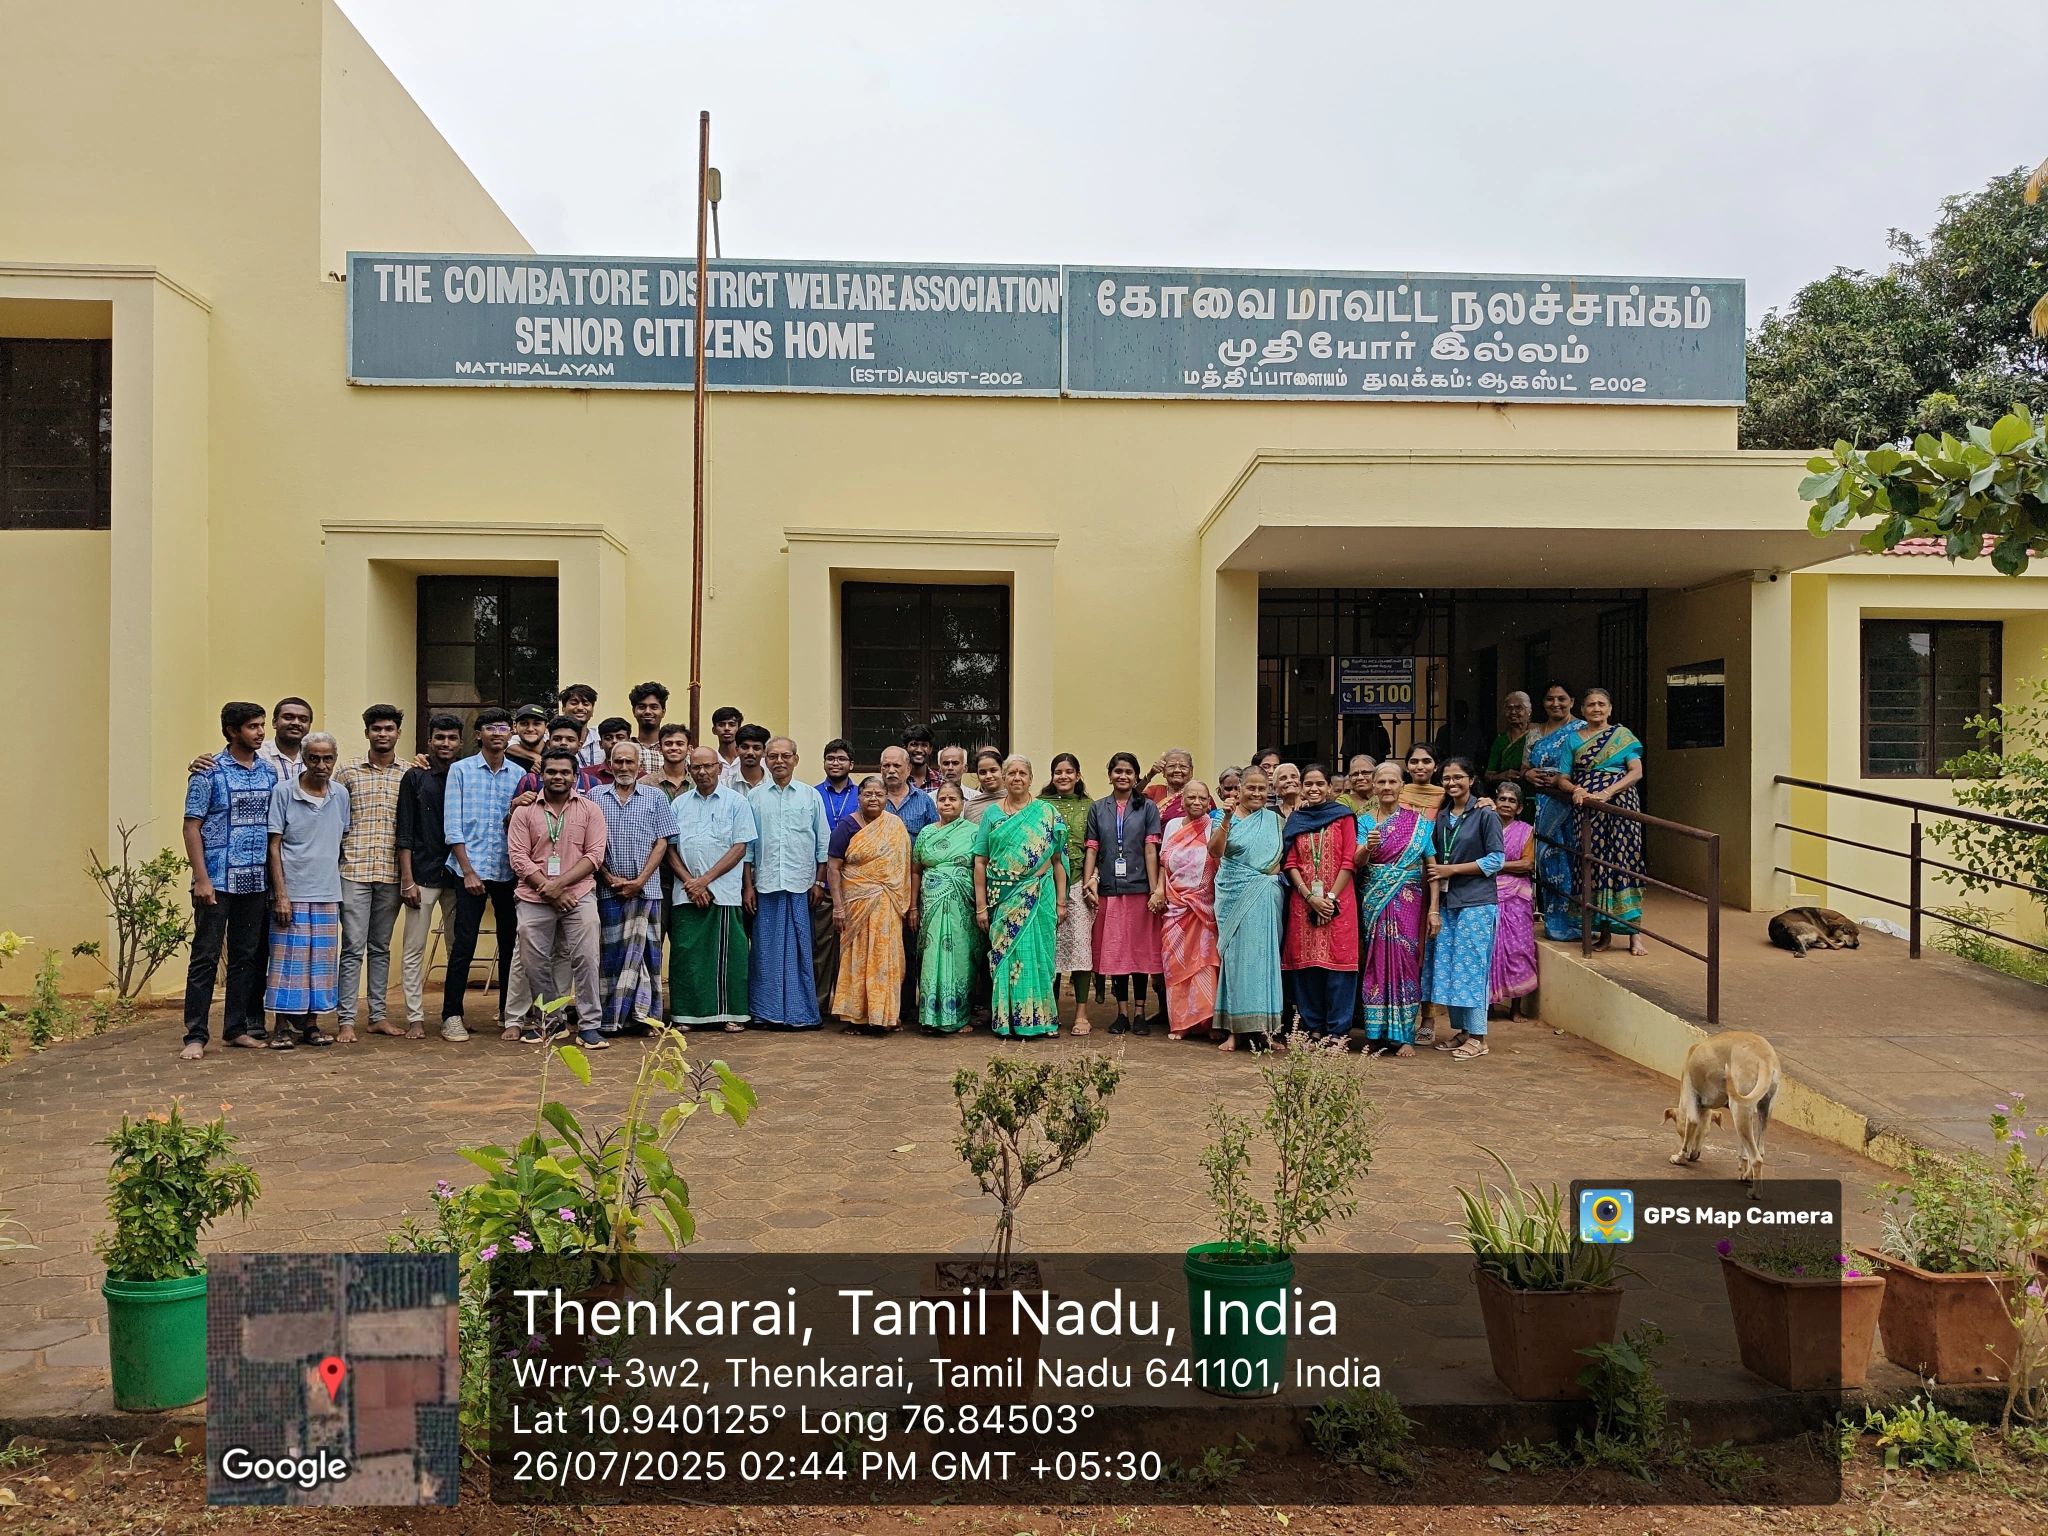 THE COIMBATORE DISTRICT WELFARE ASSOCIATION
SENIOR CITIZENS HOME
MATHIPALAYAM
(ESTD) AUGUST-2002
கோவை மாவட்ட நலச்சங்கம்
முதியோர் இல்லம்
மத்திப்பாளையம் துவக்கம்: ஆகஸ்ட் 2002
15100
GPS Map Camera
Google
Thenkarai, Tamil Nadu, India
Wrrv+3w2, Thenkarai, Tamil Nadu 641101, India
Lat 10.940125° Long 76.84503°
26/07/2025 02:44 PM GMT +05:30